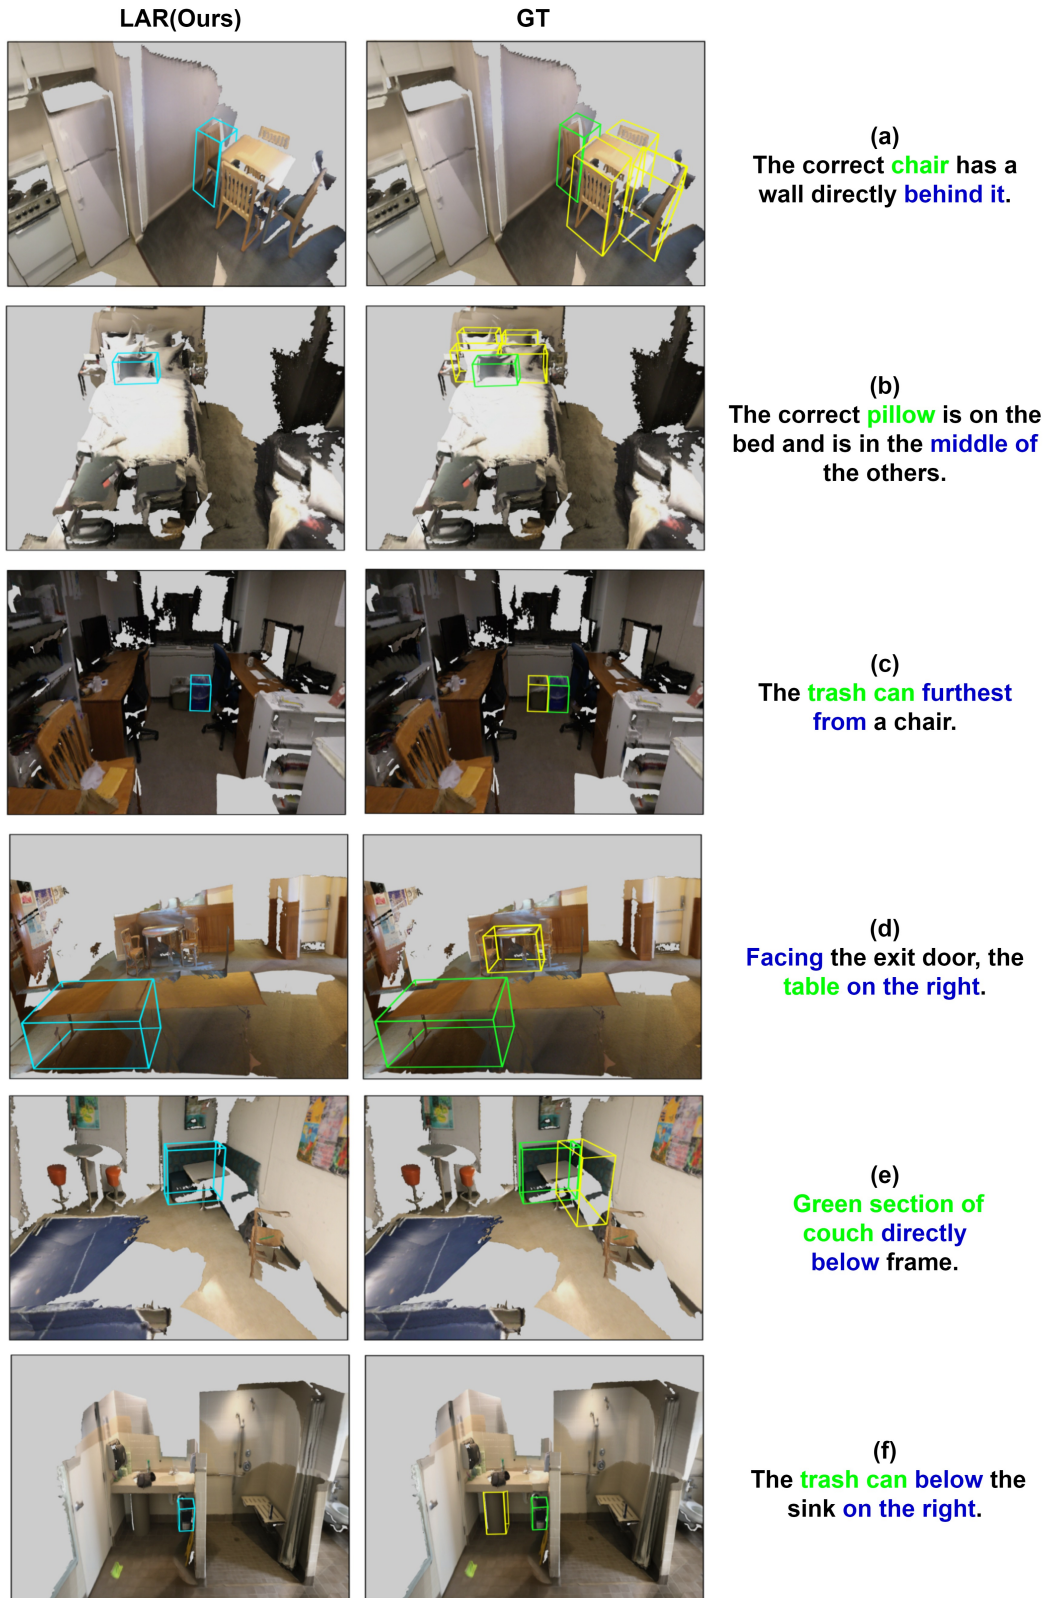 LAR(Ours)
GT
(a)
The correct chair has a
wall directly behind it.
(b)
The correct pillow is on the
bed and is in the middle of
the others.
(c)
The trash can furthest
from a chair.
(d)
Facing the exit door, the
table on the right.
(e)
Green section of
couch directly
below frame.
(f)
The trash can below the
sink on the right.